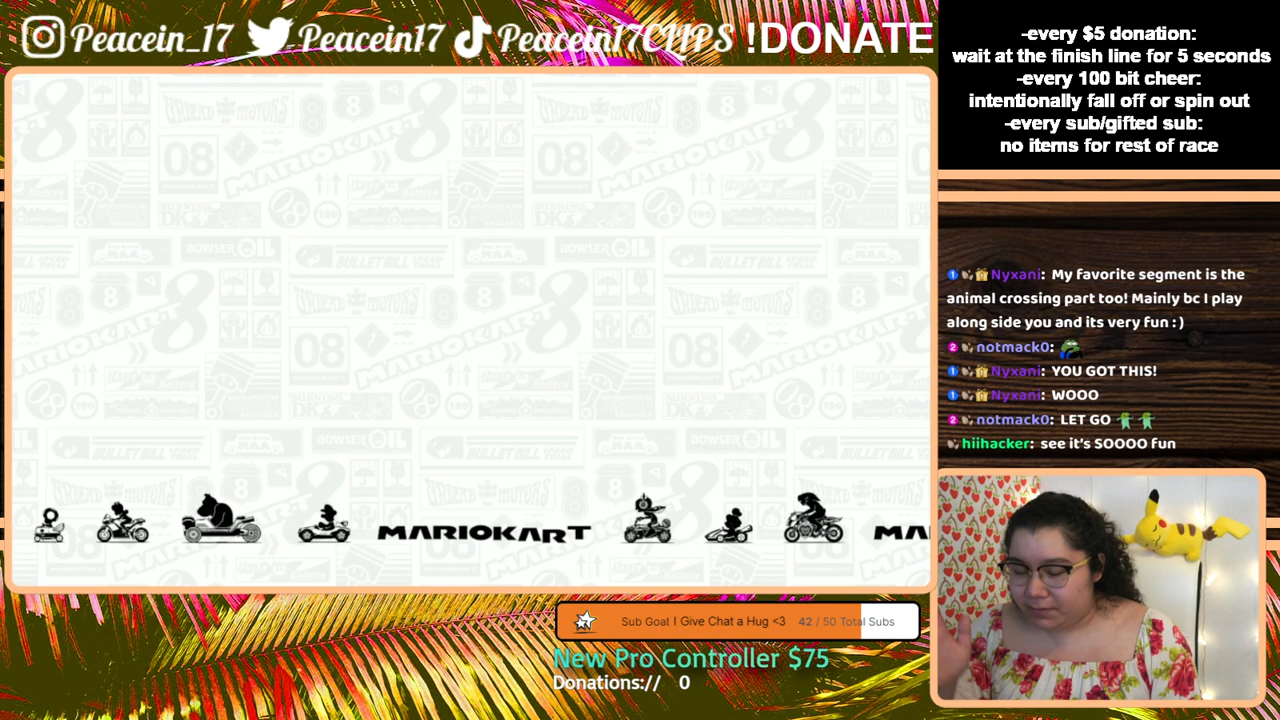 Peacein_17 Peacein17 Peacein17ClIPS !DONATE
-every $5 donation:
wait at the finish line for 5 seconds
-every 100 bit cheer:
intentionally fall off or spin out
-every sub/gifted sub:
no items for rest of race
Nyxani: My favorite segment is the
animal crossing part too! Mainly bc I play
along side you and its very fun : )
notmack0:
Nyxani: YOU GOT THIS!
Nyxani: WOOO
notmack0: LET GO
hiihacker: see it's SOOOO fun
MARIOKART MA
Sub Goal I Give Chat a Hug <3 42 / 50 Total Subs
New Pro Controller $75
Donations:// 0